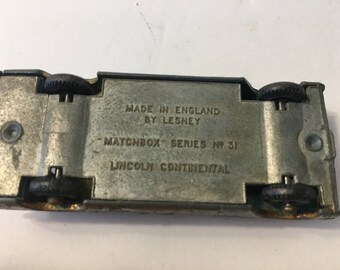 MADE IN ENGLAND
BY LESNEY
"MATCHBOX" SERIES Nº 31
LINCOLN CONTINENTAL